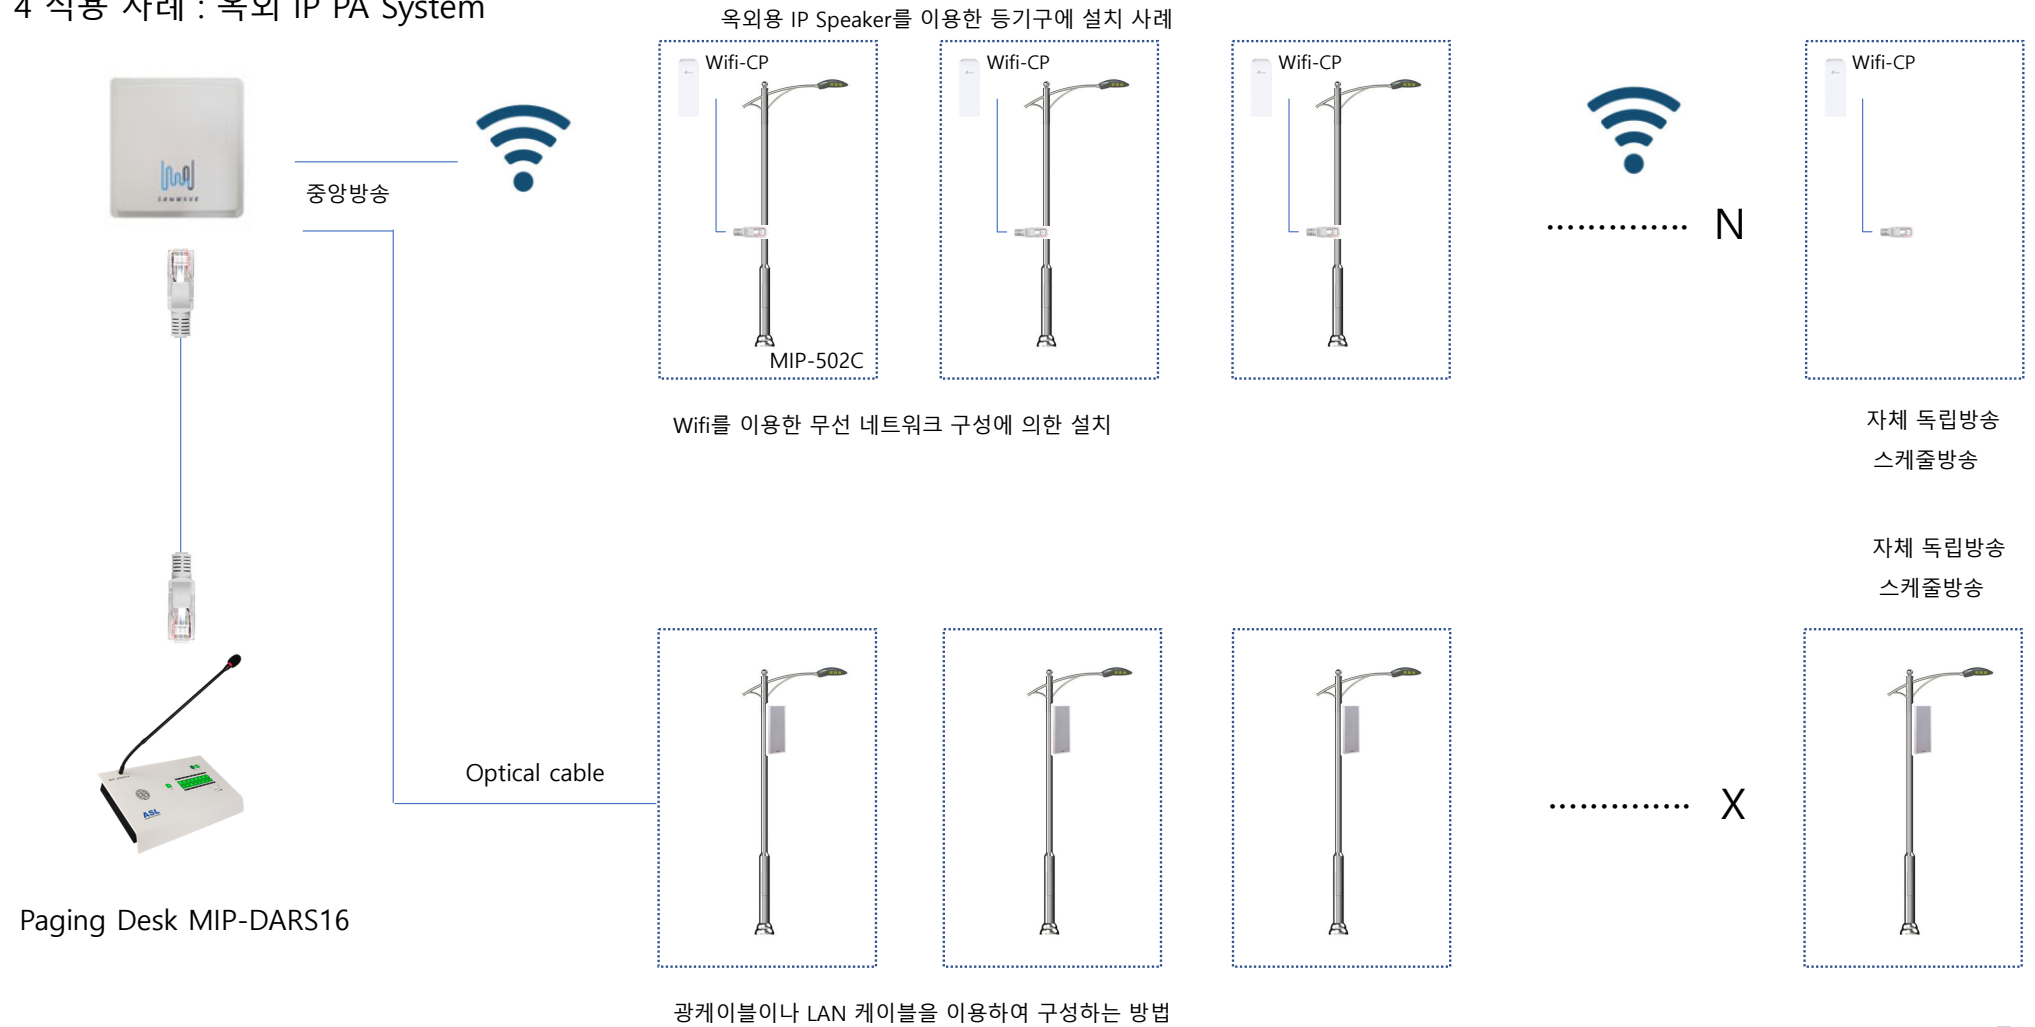 4 적용 사례 : 옥외 IP PA System
옥외용 IP Speaker를 이용한 등기구에 설치 사례
Wifi-CP
Wifi-CP
Wifi-CP
Wifi-CP
중앙방송
N
MIP-502C
Wifi를 이용한 무선 네트워크 구성에 의한 설치
자체 독립방송
스케줄방송
자체 독립방송
스케줄방송
Optical cable
X
ASL
Paging Desk MIP-DARS16
광케이블이나 LAN 케이블을 이용하여 구성하는 방법